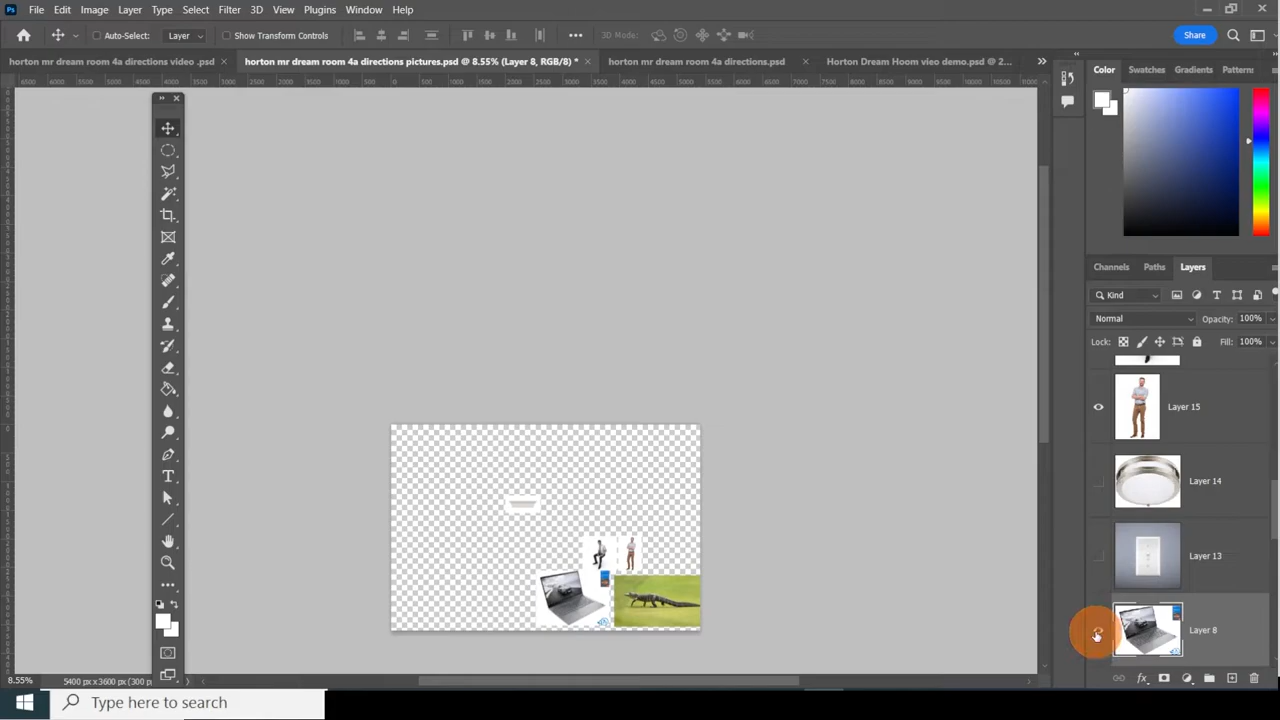 Ps File Edit Image Layer Type Select Filter 3D View Plugins Window Help
Auto-Select: Layer Show Transform Controls 3D Mode: Share
horton mr dream room 4a directions video .psd × horton mr dream room 4a directions pictures.psd @ 8.55% (Layer 8, RGB/8) * × horton mr dream room 4a directions.psd × Horton Dream Hoom vieo demo.psd @ 2...
Color Swatches Gradients Pattern:
Channels Paths Layers
Kind
Normal Opacity: 100%
Lock: Fill: 100%
Layer 15
Layer 14
Layer 13
Layer 8
8.55% 5400 px x 3600 px (300 p
Type here to search